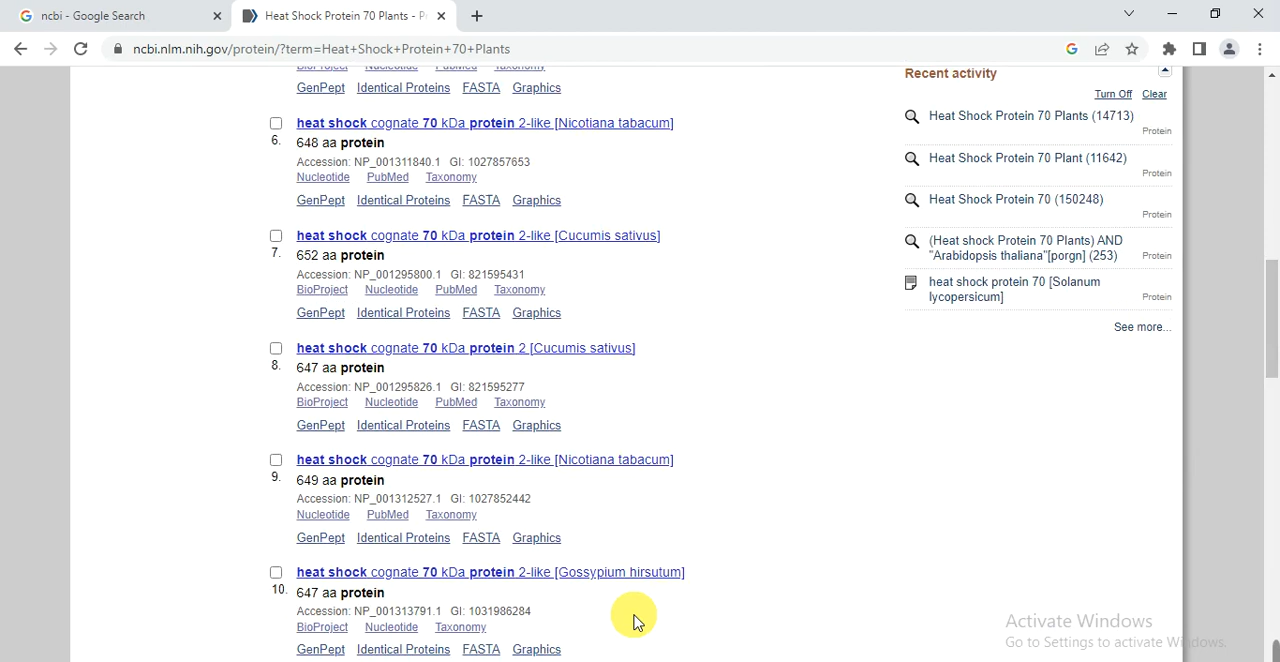 ncbi - Google Search
Heat Shock Protein 70 Plants - Pr
ncbi.nlm.nih.gov/protein/?term=Heat+Shock+Protein+70+Plants
BioProject Nucleotide PubMed Taxonomy
GenPept Identical Proteins FASTA Graphics
heat shock cognate 70 kDa protein 2-like [Nicotiana tabacum]
6. 648 aa protein
Accession: NP_001311840.1 GI: 1027857653
Nucleotide PubMed Taxonomy
GenPept Identical Proteins FASTA Graphics
heat shock cognate 70 kDa protein 2-like [Cucumis sativus]
7. 652 aa protein
Accession: NP_001295800.1 GI: 821595431
BioProject Nucleotide PubMed Taxonomy
GenPept Identical Proteins FASTA Graphics
heat shock cognate 70 kDa protein 2 [Cucumis sativus]
8. 647 aa protein
Accession: NP_001295826.1 GI: 821595277
BioProject Nucleotide PubMed Taxonomy
GenPept Identical Proteins FASTA Graphics
heat shock cognate 70 kDa protein 2-like [Nicotiana tabacum]
9. 649 aa protein
Accession: NP_001312527.1 GI: 1027852442
Nucleotide PubMed Taxonomy
GenPept Identical Proteins FASTA Graphics
heat shock cognate 70 kDa protein 2-like [Gossypium hirsutum]
10. 647 aa protein
Accession: NP_001313791.1 GI: 1031986284
BioProject Nucleotide Taxonomy
GenPept Identical Proteins FASTA Graphics
Recent activity
Turn Off Clear
Heat Shock Protein 70 Plants (14713)
Protein
Heat Shock Protein 70 Plant (11642)
Protein
Heat Shock Protein 70 (150248)
Protein
(Heat shock Protein 70 Plants) AND
"Arabidopsis thaliana"[porgn] (253) Protein
heat shock protein 70 [Solanum
lycopersicum] Protein
See more...
Activate Windows
Go to Settings to activate Windows.